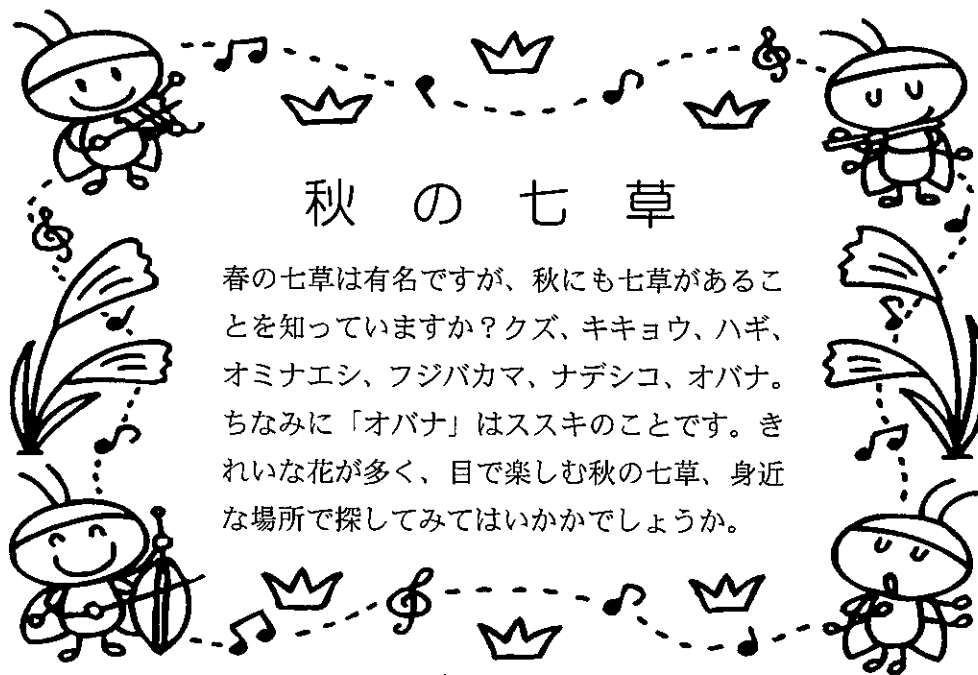 秋の七草
春の七草は有名ですが、秋にも七草があるこ
とを知っていますか？クズ、キキョウ、ハギ、
オミナエシ、フジバカマ、ナデシコ、オバナ。
ちなみに「オバナ」はススキのことです。き
れいな花が多く、目で楽しむ秋の七草、身近
な場所で探してみてはいかかでしょうか。